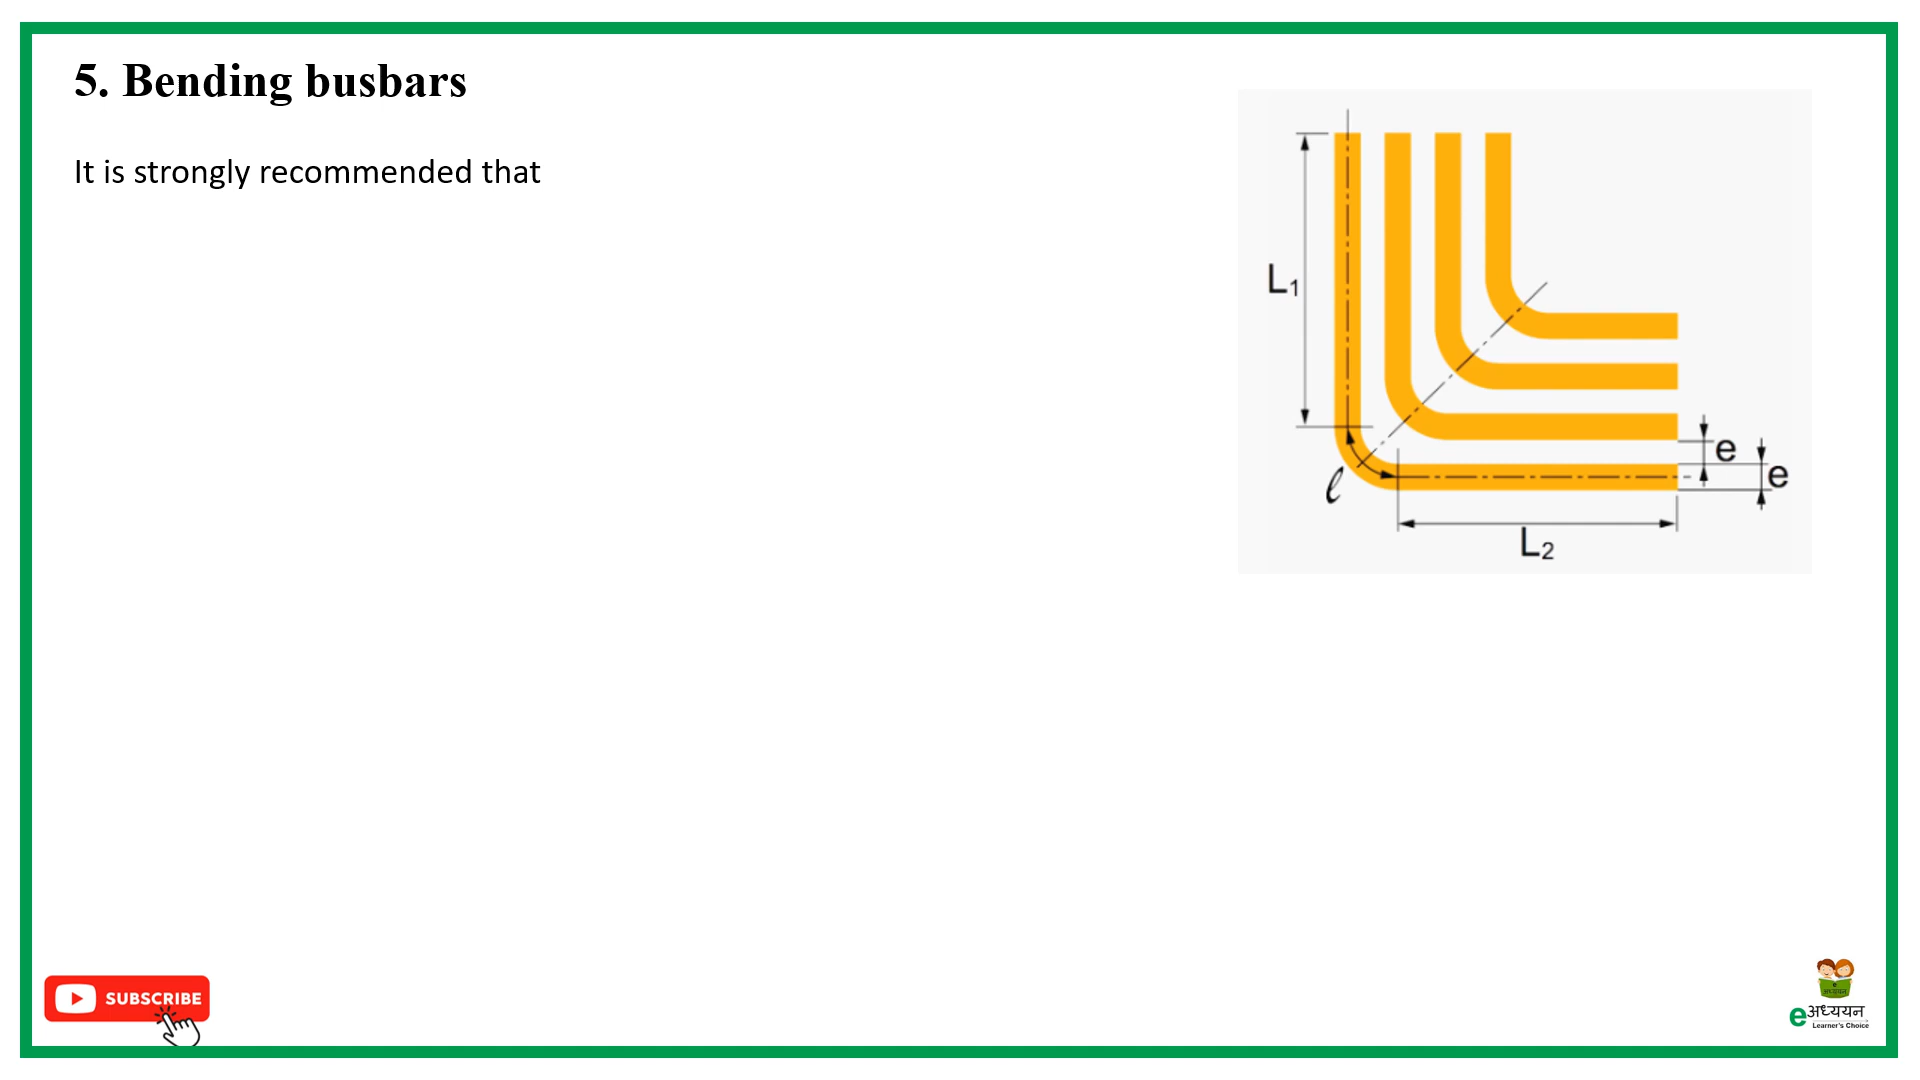 5. Bending busbars
It is strongly recommended that
L1
e
e
ℓ
L2
SUBSCRIBE
eअध्ययन
Learner's Choice